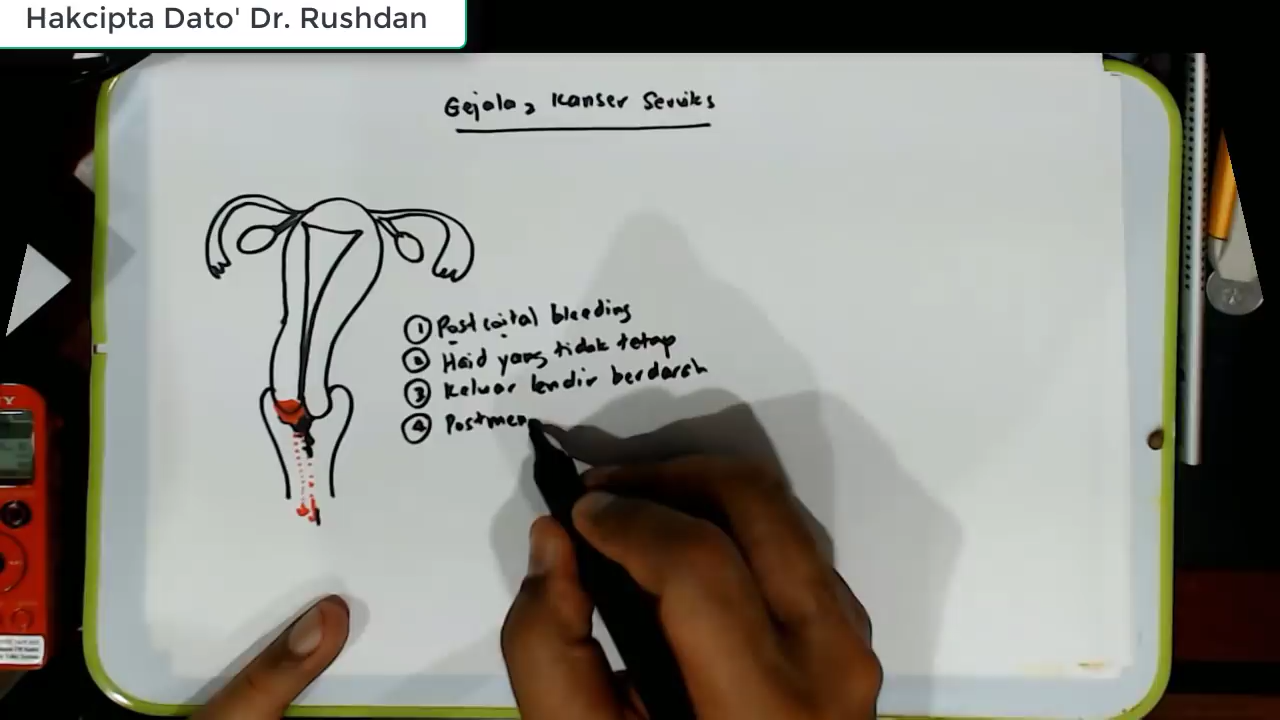 Hakcipta Dato' Dr. Rushdan
Gejala2 Kanser Serviks
① Post coital bleeding
② Haid yang tidak tetap
③ Keluar lendir berdarah
④ Postmen